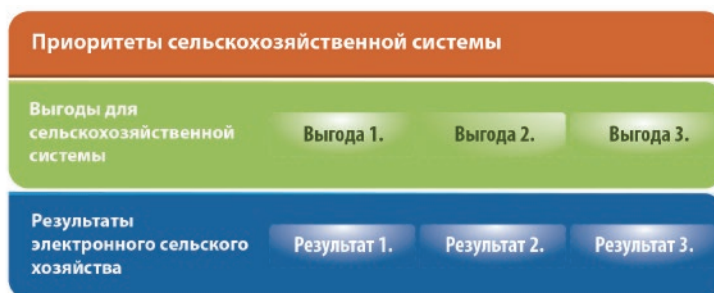 Приоритеты сельскохозяйственной системы
Выгоды для
сельскохозяйственной
системы
Выгода 1.
Выгода 2.
Выгода 3.
Результаты
электронного сельского
хозяйства
Результат 1.
Результат 2.
Результат 3.